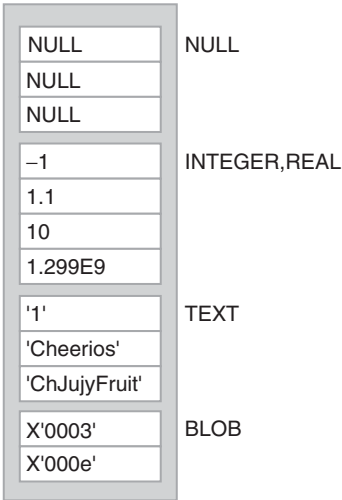 NULL NULL
NULL
NULL
–1 INTEGER,REAL
1.1
10
1.299E9
'1' TEXT
'Cheerios'
'ChJujyFruit'
X'0003' BLOB
X'000e'